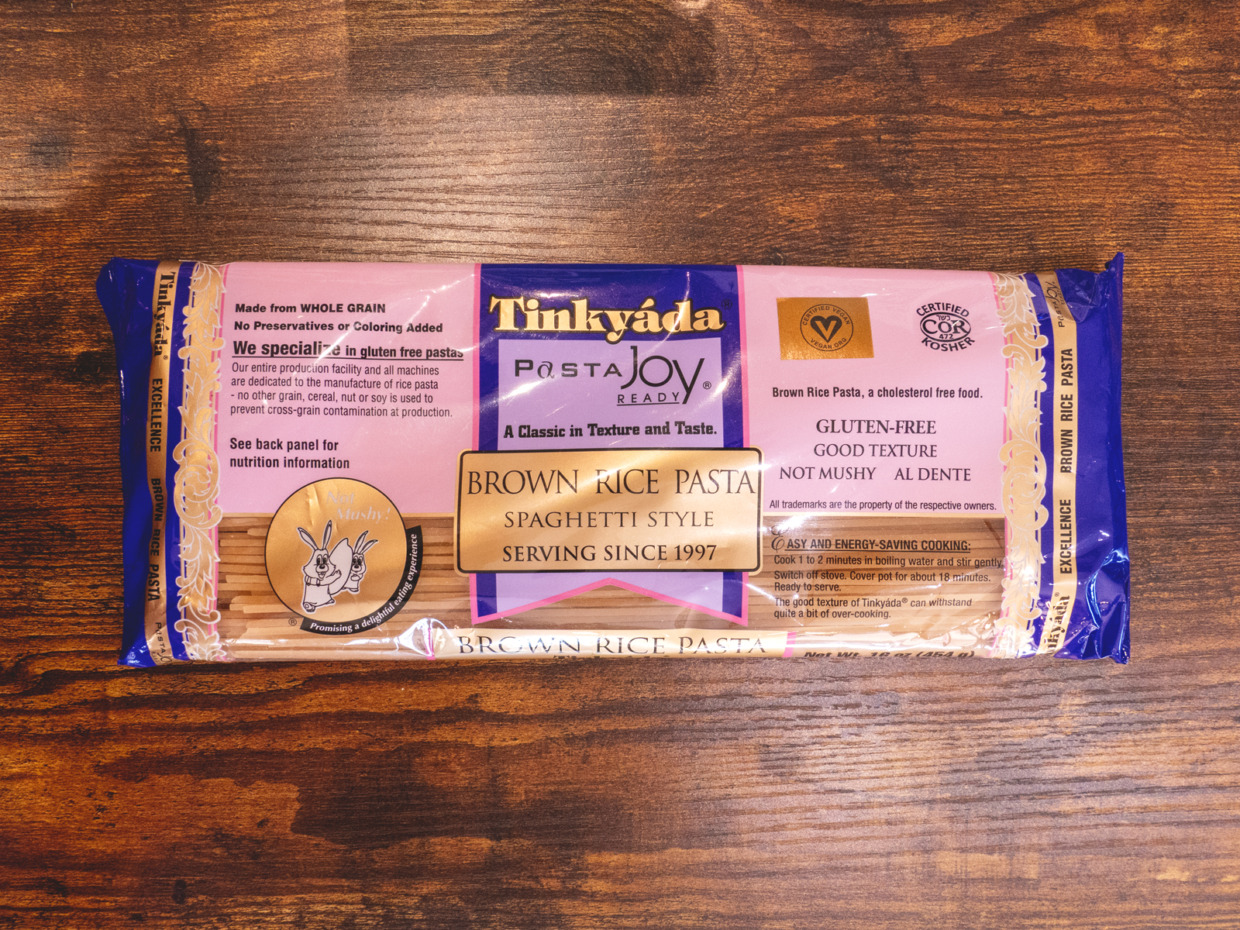 Tinkyáda
EXCELLENCE
BROWN RICE PASTA
Made from WHOLE GRAIN
No Preservatives or Coloring Added
We specialize in gluten free pastas
Our entire production facility and all machines
are dedicated to the manufacture of rice pasta
- no other grain, cereal, nut or soy is used to
prevent cross-grain contamination at production.
See back panel for
nutrition information
Not
Mushy!
Promising a delightful eating experience
®
Tinkyáda
PASTA JOY
READY ®
A Classic in Texture and Taste.
BROWN RICE PASTA
SPAGHETTI STYLE
SERVING SINCE 1997
BROWN RICE PASTA
CERTIFIED VEGAN
VEGAN.ORG
CERTIFIED
COR
477
KOSHER
Brown Rice Pasta, a cholesterol free food.
GLUTEN-FREE
GOOD TEXTURE
NOT MUSHY AL DENTE
All trademarks are the property of the respective owners.
EASY AND ENERGY-SAVING COOKING:
Cook 1 to 2 minutes in boiling water and stir gently.
Switch off stove. Cover pot for about 18 minutes.
Ready to serve.
The good texture of Tinkyáda® can withstand
quite a bit of over-cooking.
Net Wt. 16 oz (454 g)
EXCELLENCE
BROWN RICE PASTA